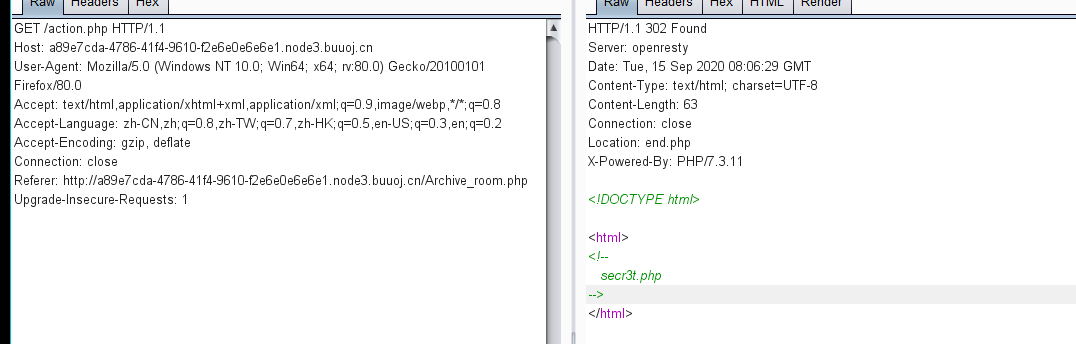 Raw Headers Hex
GET /action.php HTTP/1.1
Host: a89e7cda-4786-41f4-9610-f2e6e0e6e6e1.node3.buuoj.cn
User-Agent: Mozilla/5.0 (Windows NT 10.0; Win64; x64; rv:80.0) Gecko/20100101
Firefox/80.0
Accept: text/html,application/xhtml+xml,application/xml;q=0.9,image/webp,*/*;q=0.8
Accept-Language: zh-CN,zh;q=0.8,zh-TW;q=0.7,zh-HK;q=0.5,en-US;q=0.3,en;q=0.2
Accept-Encoding: gzip, deflate
Connection: close
Referer: http://a89e7cda-4786-41f4-9610-f2e6e0e6e6e1.node3.buuoj.cn/Archive_room.php
Upgrade-Insecure-Requests: 1
Raw Headers Hex HTML Render
HTTP/1.1 302 Found
Server: openresty
Date: Tue, 15 Sep 2020 08:06:29 GMT
Content-Type: text/html; charset=UTF-8
Content-Length: 63
Connection: close
Location: end.php
X-Powered-By: PHP/7.3.11
<!DOCTYPE html>
<html>
<!--
secr3t.php
-->
</html>